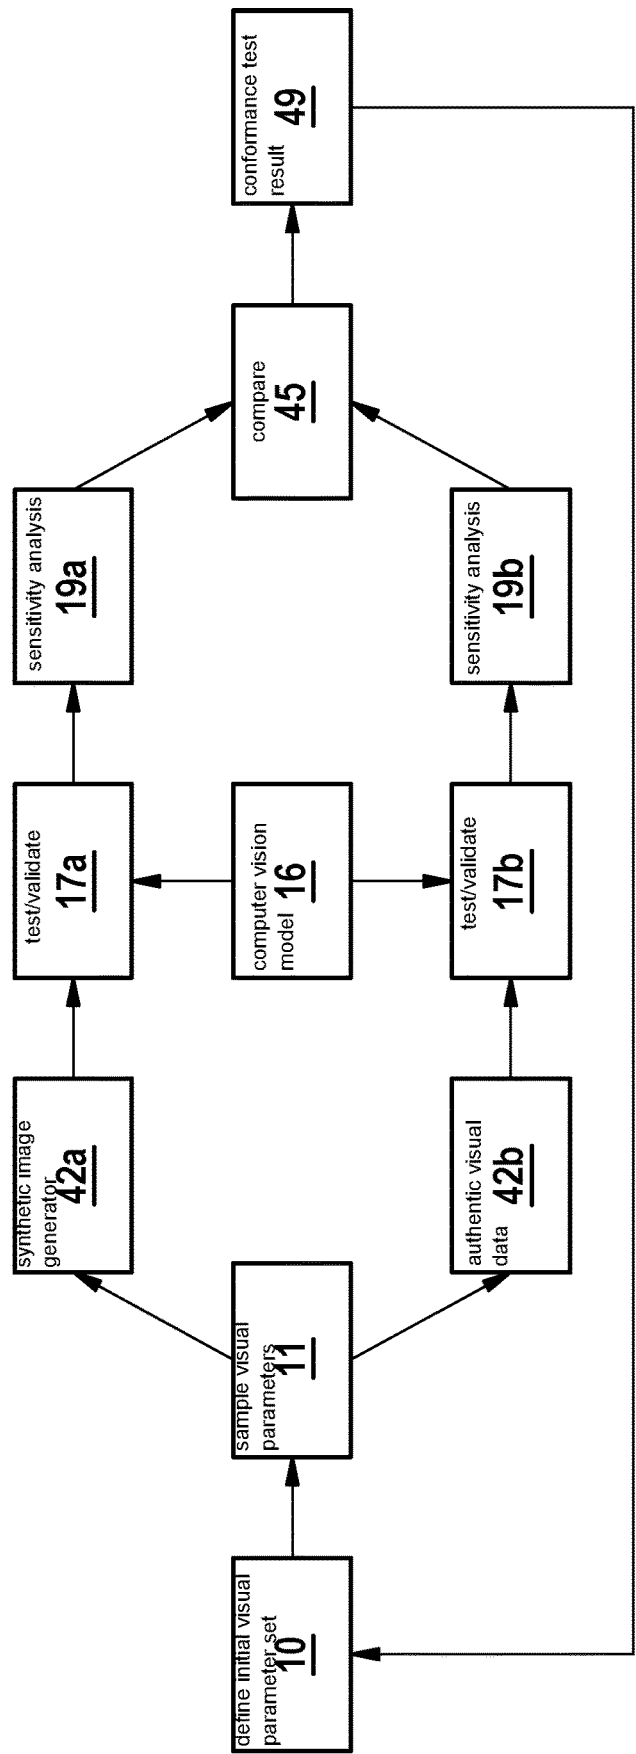 define initial visual
parameter set
10
sample visual
parameters
11
synthetic image
generator
42a
authentic visual
data
42b
test/validate
17a
computer vision
model
16
test/validate
17b
sensitivity analysis
19a
sensitivity analysis
19b
compare
45
conformance test
result
49